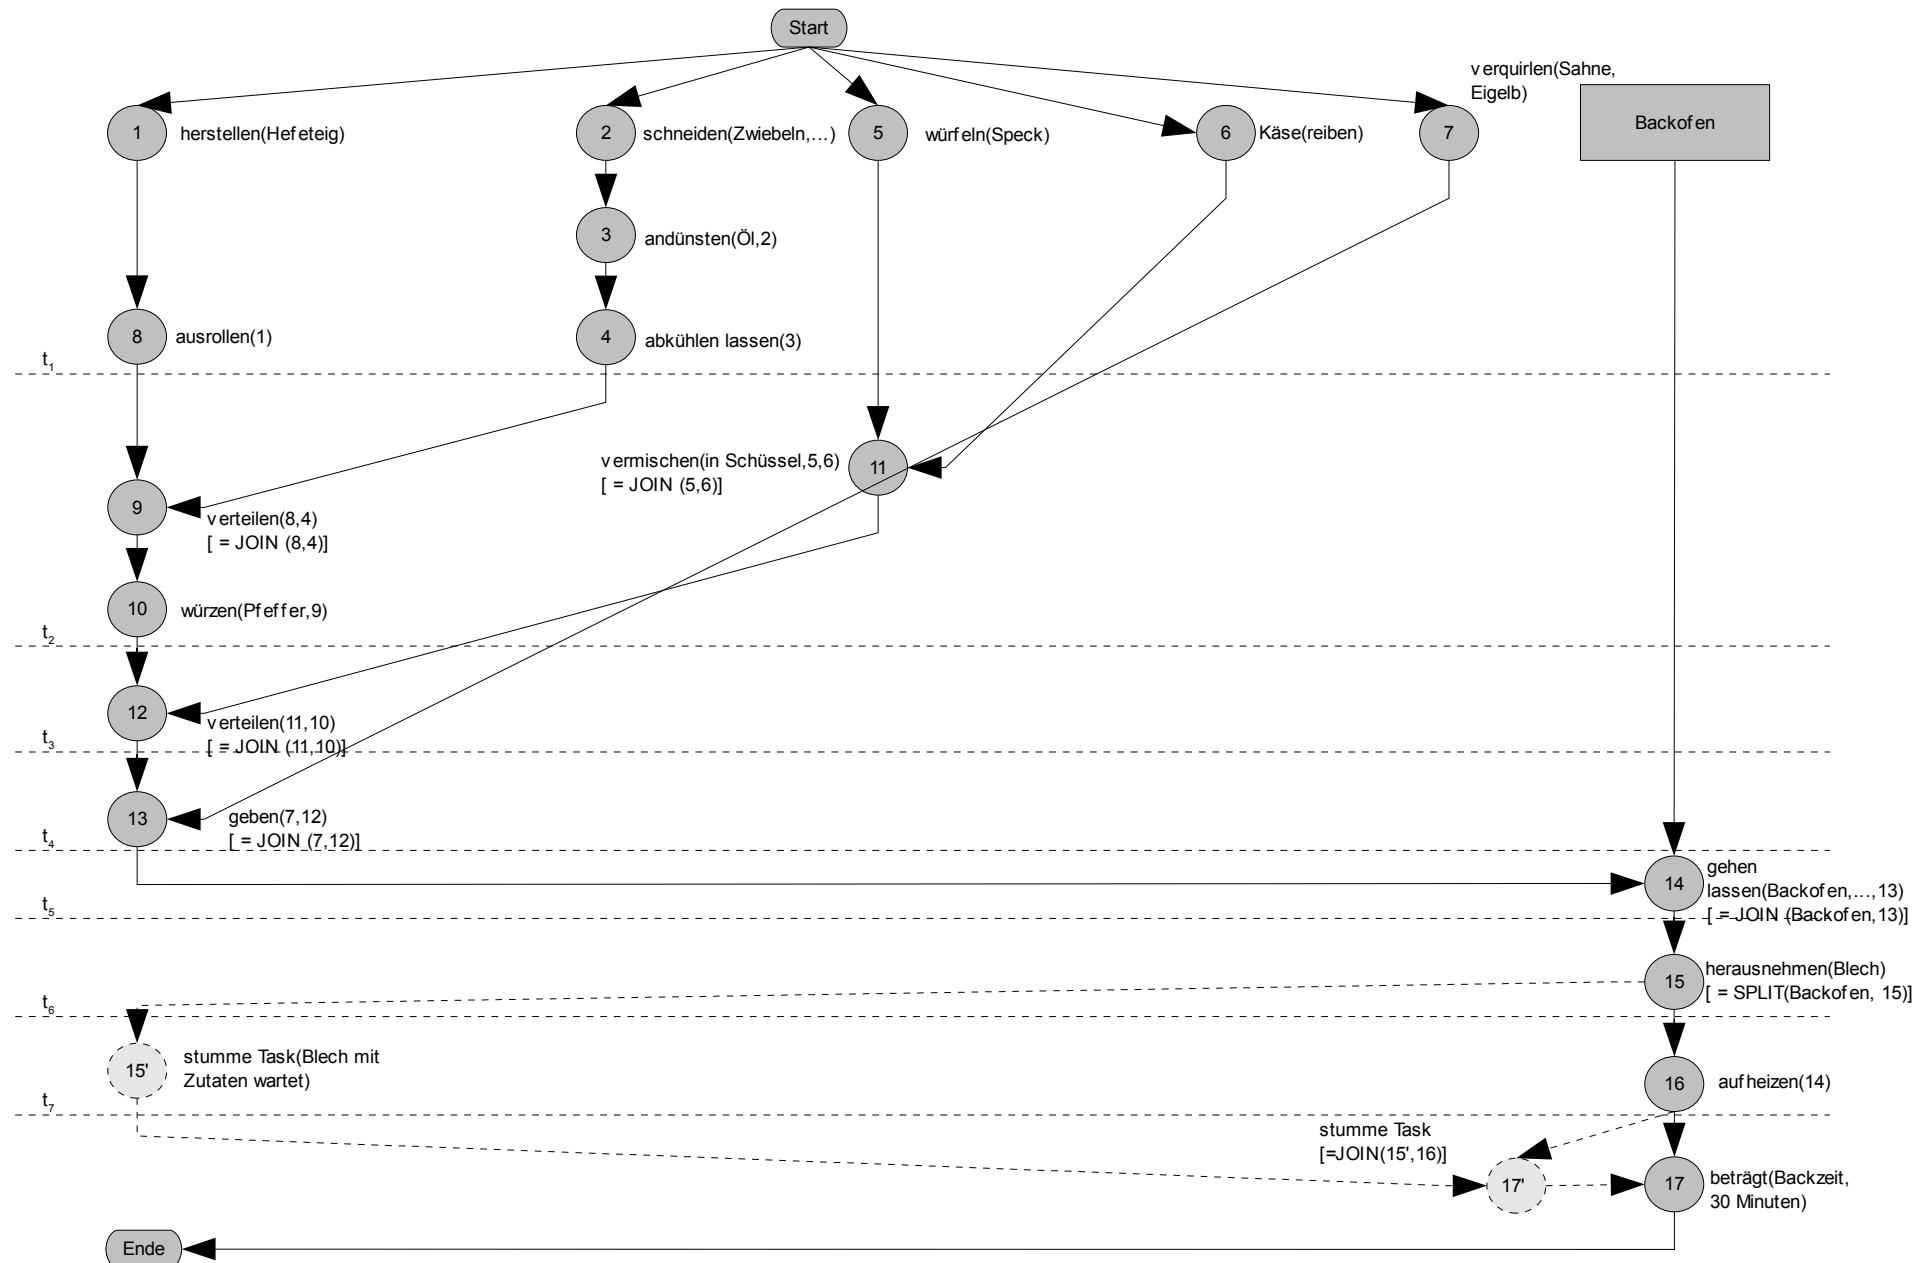 Start
verquirlen(Sahne,
Eigelb)
Backofen
1
herstellen(Hefeteig)
2
schneiden(Zwiebeln,...)
5
würfeln(Speck)
6
Käse(reiben)
7
3
andünsten(Öl,2)
8
ausrollen(1)
4
abkühlen lassen(3)
t1
vermischen(in Schüssel,5,6)
[ = JOIN (5,6)]
11
9
verteilen(8,4)
[ = JOIN (8,4)]
10
würzen(Pfeffer,9)
t2
12
verteilen(11,10)
[ = JOIN (11,10)]
t3
13
geben(7,12)
[ = JOIN (7,12)]
t4
14
gehen
lassen(Backofen,...,13)
[ = JOIN (Backofen,13)]
t5
15
herausnehmen(Blech)
[ = SPLIT(Backofen, 15)]
t6
15'
stumme Task(Blech mit
Zutaten wartet)
16
aufheizen(14)
t7
stumme Task
[=JOIN(15',16)]
17'
17
beträgt(Backzeit,
30 Minuten)
Ende